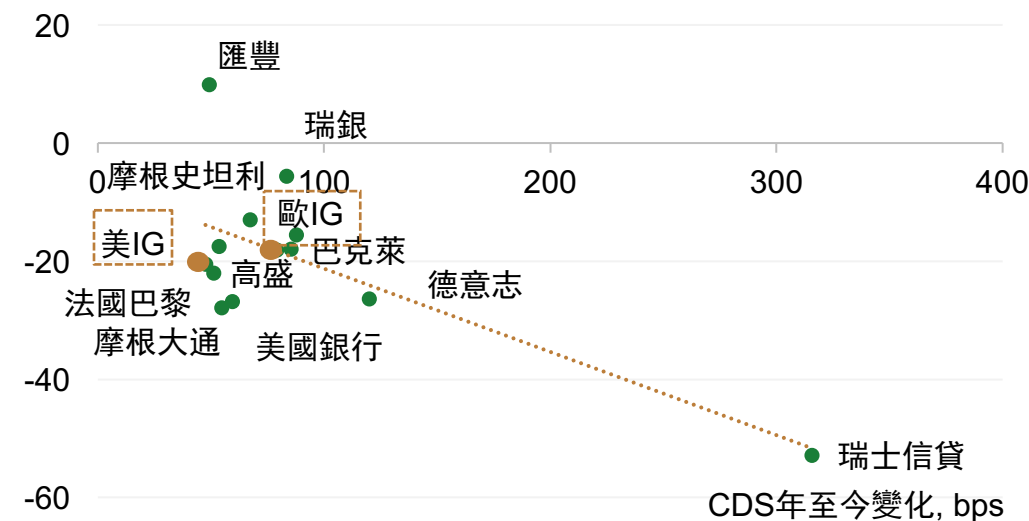 20
匯豐
瑞銀
0
0
摩根史坦利
100
200
300
400
歐IG
美IG
巴克萊
-20
高盛
德意志
法國巴黎
摩根大通
美國銀行
-40
瑞士信貸
-60
CDS年至今變化, bps